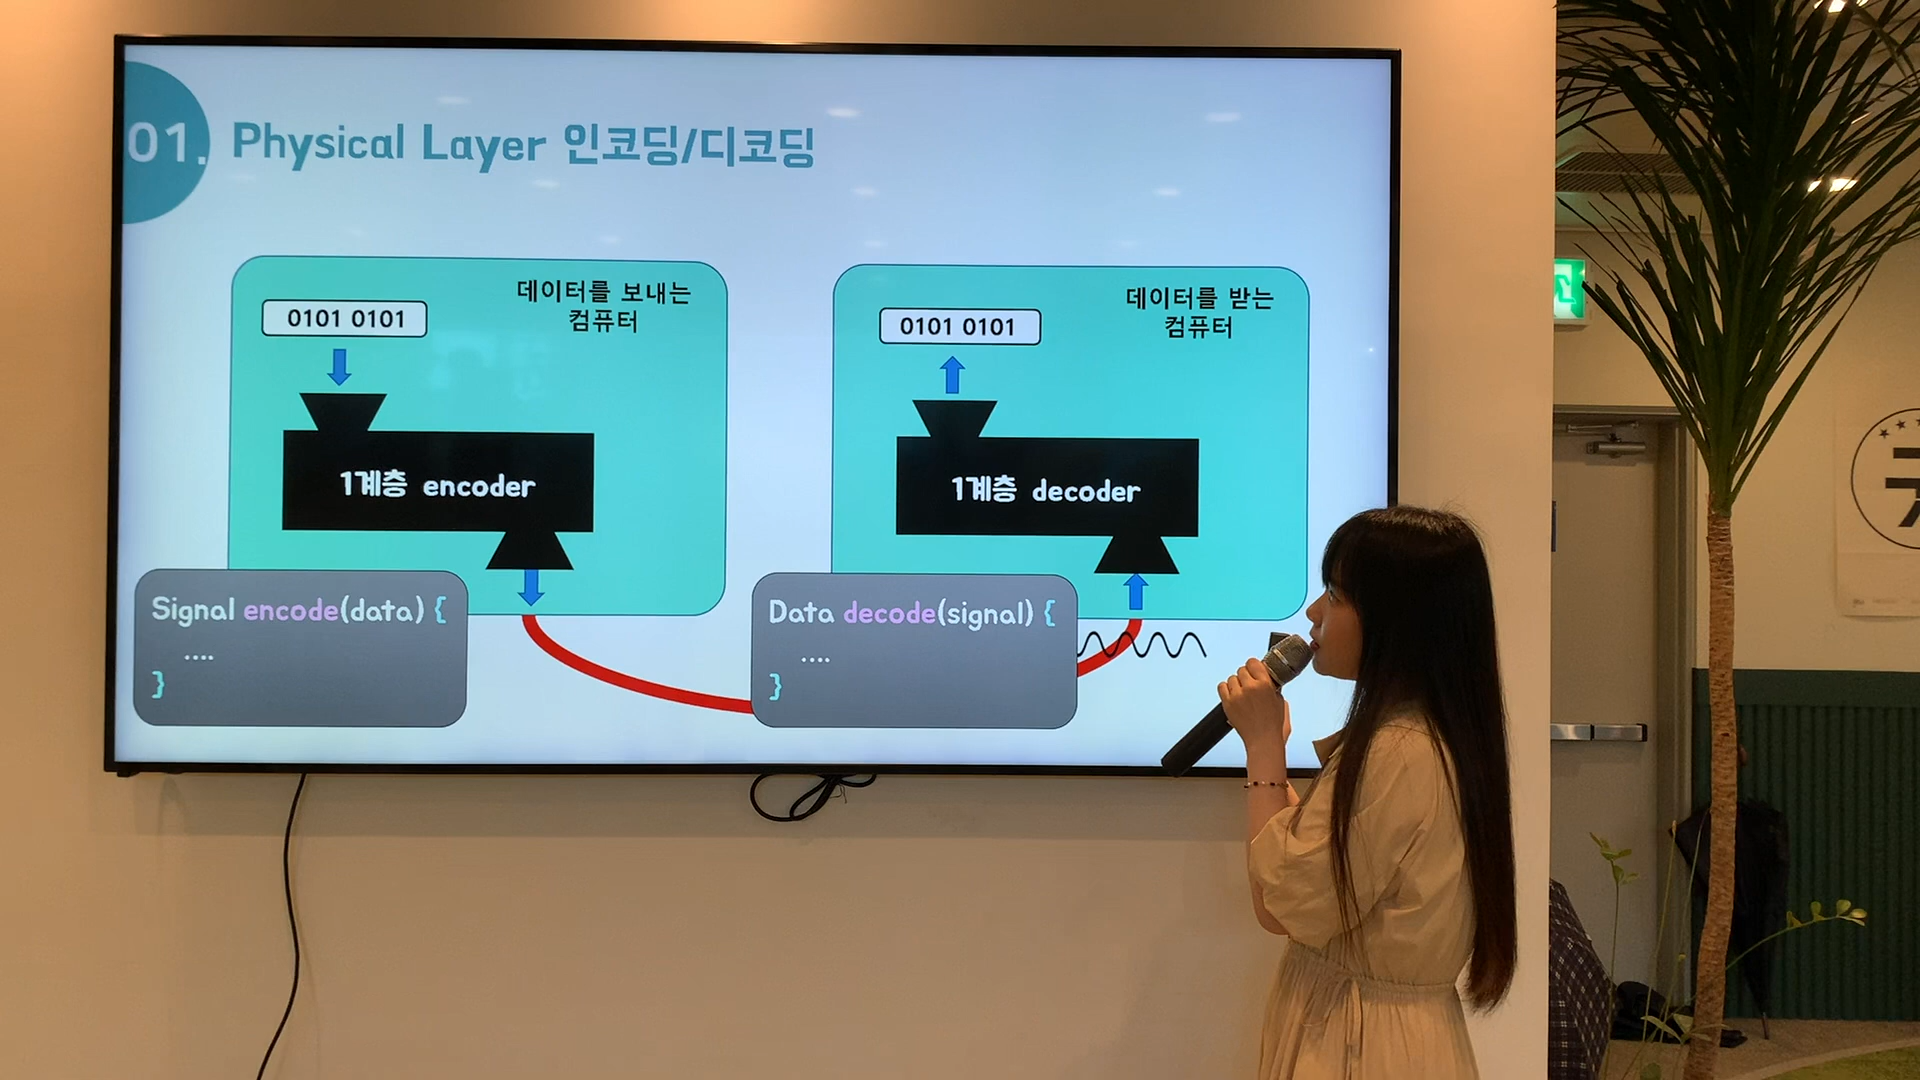 01. Physical Layer 인코딩/디코딩
데이터를 보내는
컴퓨터
0101 0101
1계층 encoder
Signal encode(data) {
....
}
데이터를 받는
컴퓨터
0101 0101
1계층 decoder
Data decode(signal) {
....
}